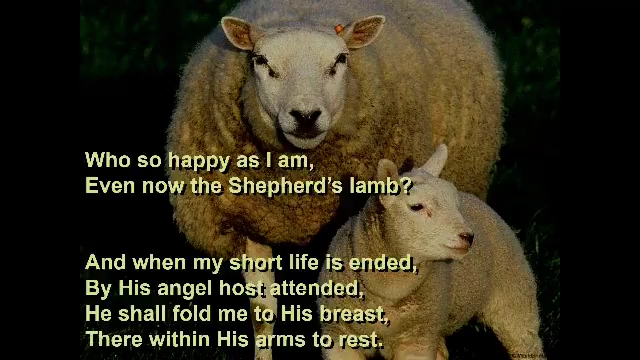 Who so happy as I am,
Even now the Shepherd's lamb?
And when my short life is ended,
By His angel host attended,
He shall fold me to His breast,
There within His arms to rest.